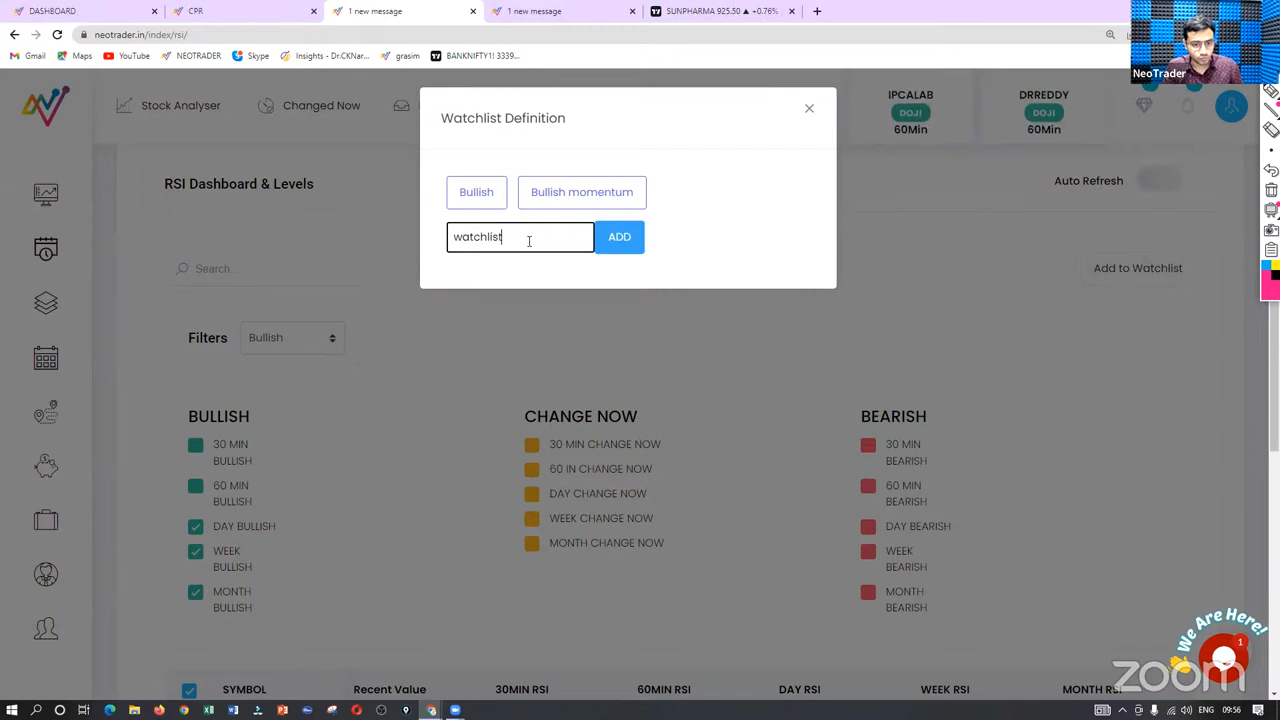 DASHBOARD
CPR
1 new message
1 new message
SUNPHARMA 925.50 ▲ +0.76%
neotrader.in/index/rsi/
Gmail
Maps
YouTube
NEOTRADER
Skype
Insights - Dr.CKNar...
grasim
BANKNIFTY1! 3339...
NeoTrader
Stock Analyser
Changed Now
IPCALAB
DOJI
60Min
DRREDDY
DOJI
60Min
Watchlist Definition
Bullish
Bullish momentum
watchlist
ADD
RSI Dashboard & Levels
Auto Refresh
Search...
Add to Watchlist
Filters
Bullish
BULLISH
30 MIN
BULLISH
60 MIN
BULLISH
DAY BULLISH
WEEK
BULLISH
MONTH
BULLISH
CHANGE NOW
30 MIN CHANGE NOW
60 IN CHANGE NOW
DAY CHANGE NOW
WEEK CHANGE NOW
MONTH CHANGE NOW
BEARISH
30 MIN
BEARISH
60 MIN
BEARISH
DAY BEARISH
WEEK
BEARISH
MONTH
BEARISH
We Are Here!
1
zoom
SYMBOL
Recent Value
30MIN RSI
60MIN RSI
DAY RSI
WEEK RSI
MONTH RSI
ENG
09:56